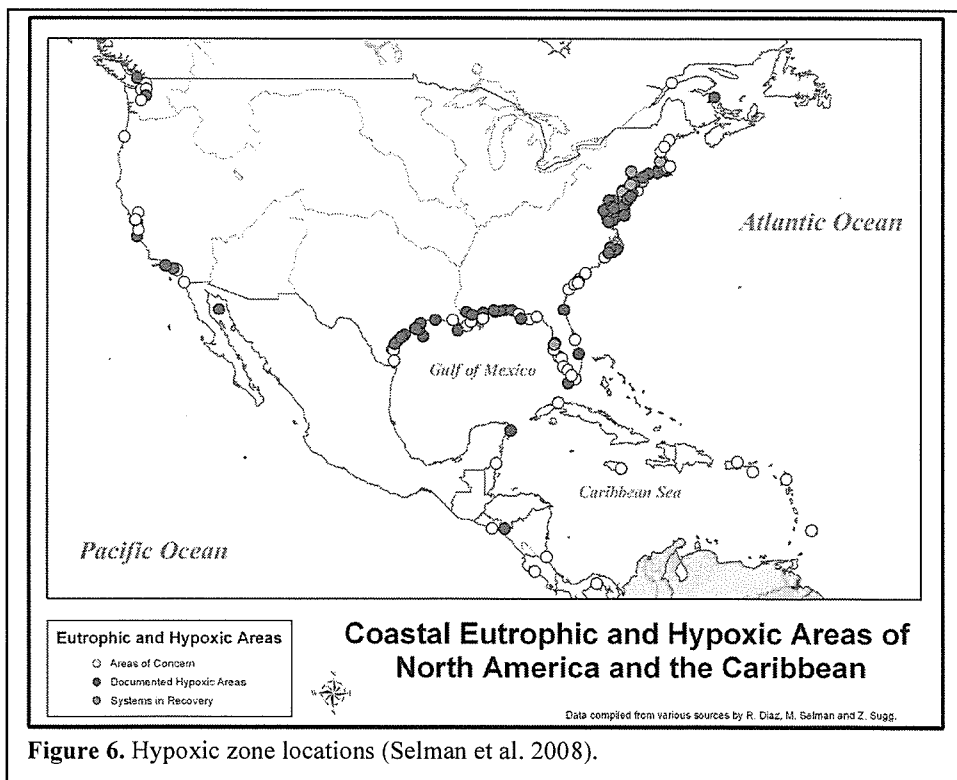 Atlantic Ocean
Gulf of Mexico
Caribbean Sea
Pacific Ocean
Eutrophic and Hypoxic Areas
Areas of Concern
Documented Hypoxic Areas
Systems in Recovery
Coastal Eutrophic and Hypoxic Areas of
North America and the Caribbean
Data compiled from various sources by R. Diaz, M. Selman and Z. Sugg.
Figure 6. Hypoxic zone locations (Selman et al. 2008).